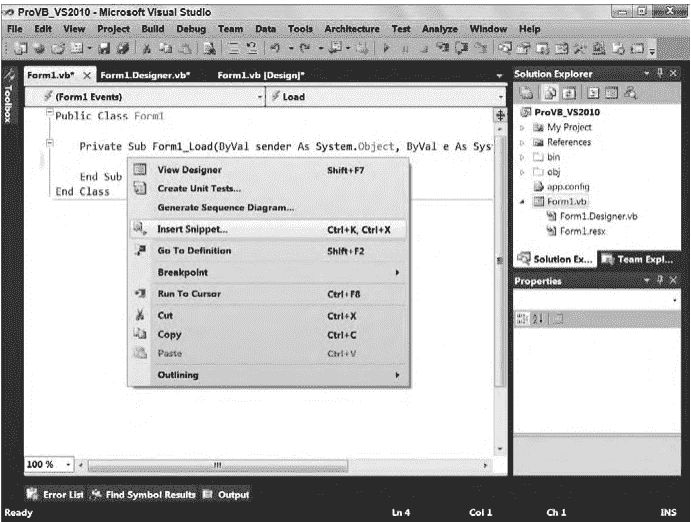 ProVB_VS2010 - Microsoft Visual Studio
File Edit View Project Build Debug Team Data Tools Architecture Test Analyze Window Help
Toolbox
Form1.vb* Form1.Designer.vb* Form1.vb [Design]*
(Form1 Events) Load
Public Class Form1
Private Sub Form1_Load(ByVal sender As System.Object, ByVal e As Sys
End Sub
End Class
View Designer Shift+F7
Create Unit Tests...
Generate Sequence Diagram...
Insert Snippet... Ctrl+K, Ctrl+X
Go To Definition Shift+F2
Breakpoint
Run To Cursor Ctrl+F8
Cut Ctrl+X
Copy Ctrl+C
Paste Ctrl+V
Outlining
100 %
Solution Explorer
ProVB_VS2010
My Project
References
bin
obj
app.config
Form1.vb
Form1.Designer.vb
Form1.resx
Solution Ex... Team Expl...
Properties
Error List Find Symbol Results Output
Ready Ln 4 Col 1 Ch 1 INS